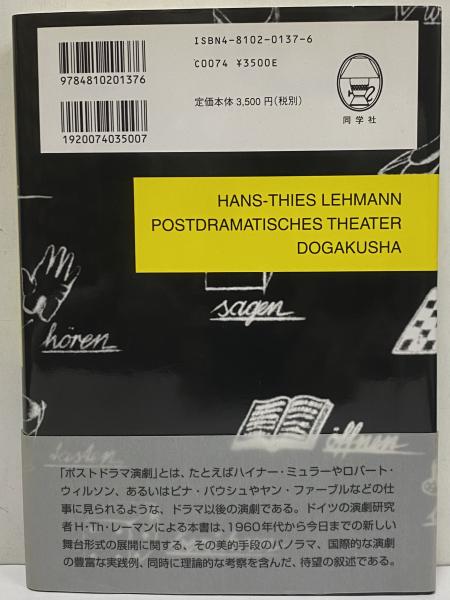 ISBN4-8102-0137-6
C0074 ¥3500E
定価本体 3,500 円（税別）
9784810201376
1920074035007
同学社
HANS-THIES LEHMANN
POSTDRAMATISCHES THEATER
DOGAKUSHA
sagen
hören
öffnen
tasten
「ポストドラマ演劇」とは、たとえばハイナー・ミュラーやロバート・
ウィルソン、あるいはピナ・バウシュやヤン・ファーブルなどの仕
事に見られるような、ドラマ以後の演劇である。ドイツの演劇研究
者H・Th・レーマンによる本書は、1960年代から今日までの新しい
舞台形式の展開に関する、その美的手段のパノラマ、国際的な演劇
の豊富な実践例、同時に理論的な考察を含んだ、待望の叙述である。